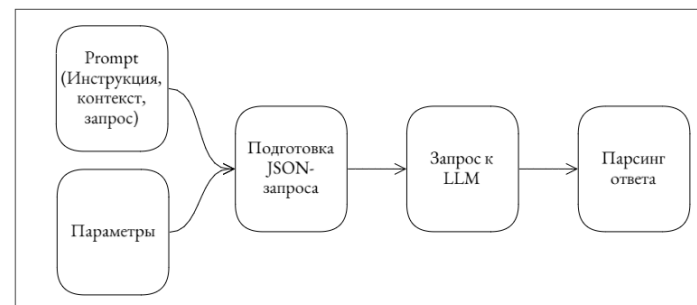 Prompt
(Инструкция,
контекст,
запрос)
Параметры
Подготовка
JSON-
запроса
Запрос к
LLM
Парсинг
ответа